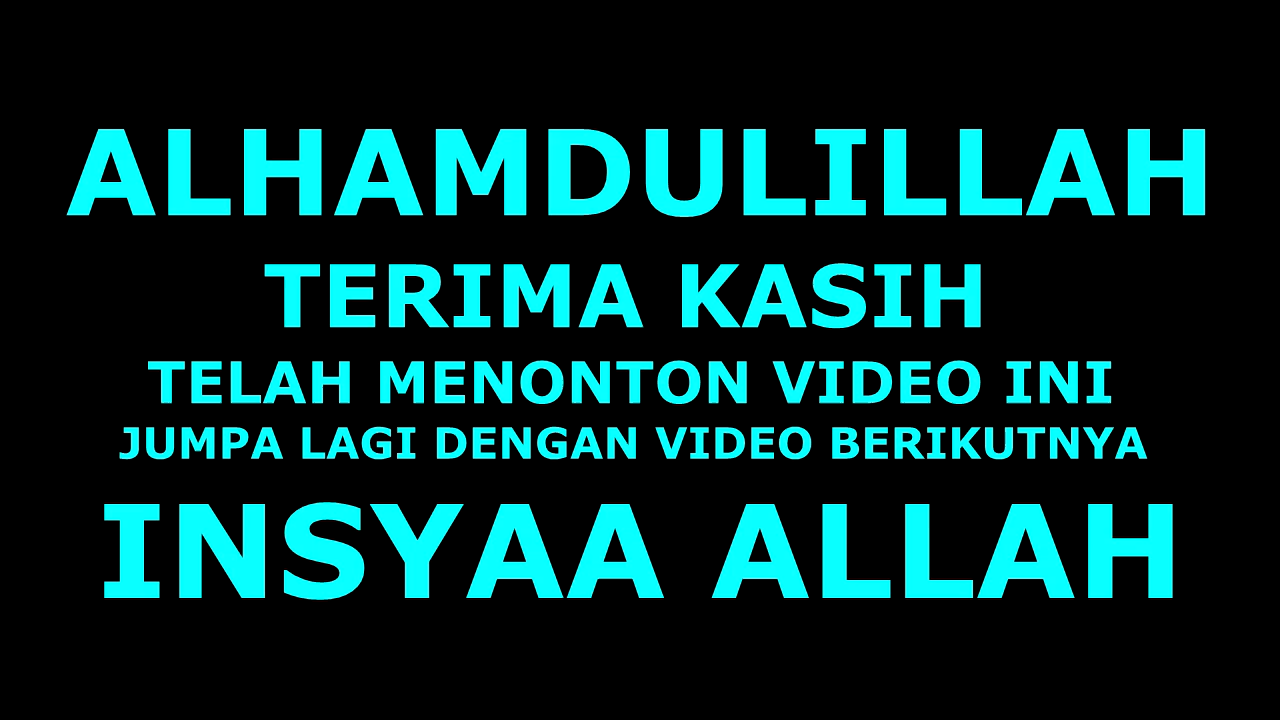 ALHAMDULILLAH
TERIMA KASIH
TELAH MENONTON VIDEO INI
JUMPA LAGI DENGAN VIDEO BERIKUTNYA
INSYAA ALLAH